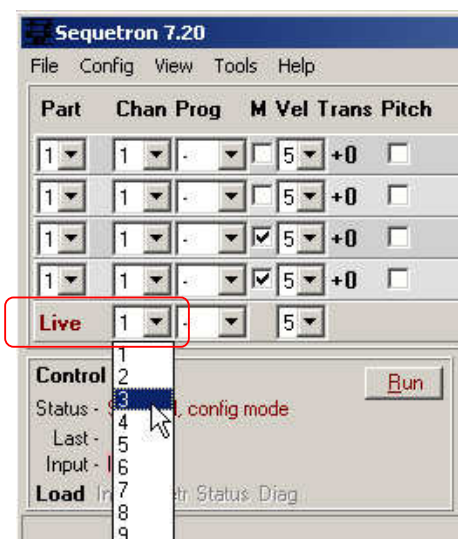 Sequetron 7.20
File Config View Tools Help
Part Chan Prog M Vel Trans Pitch
1 1 - 5 +0
1 1 - 5 +0
1 1 - 5 +0
1 1 - 5 +0
Live 1 - 5
1
Control 2 Run
Status - 3 , config mode
4
Last - 5
Input - 6
Load 7 Status Diag
8
9